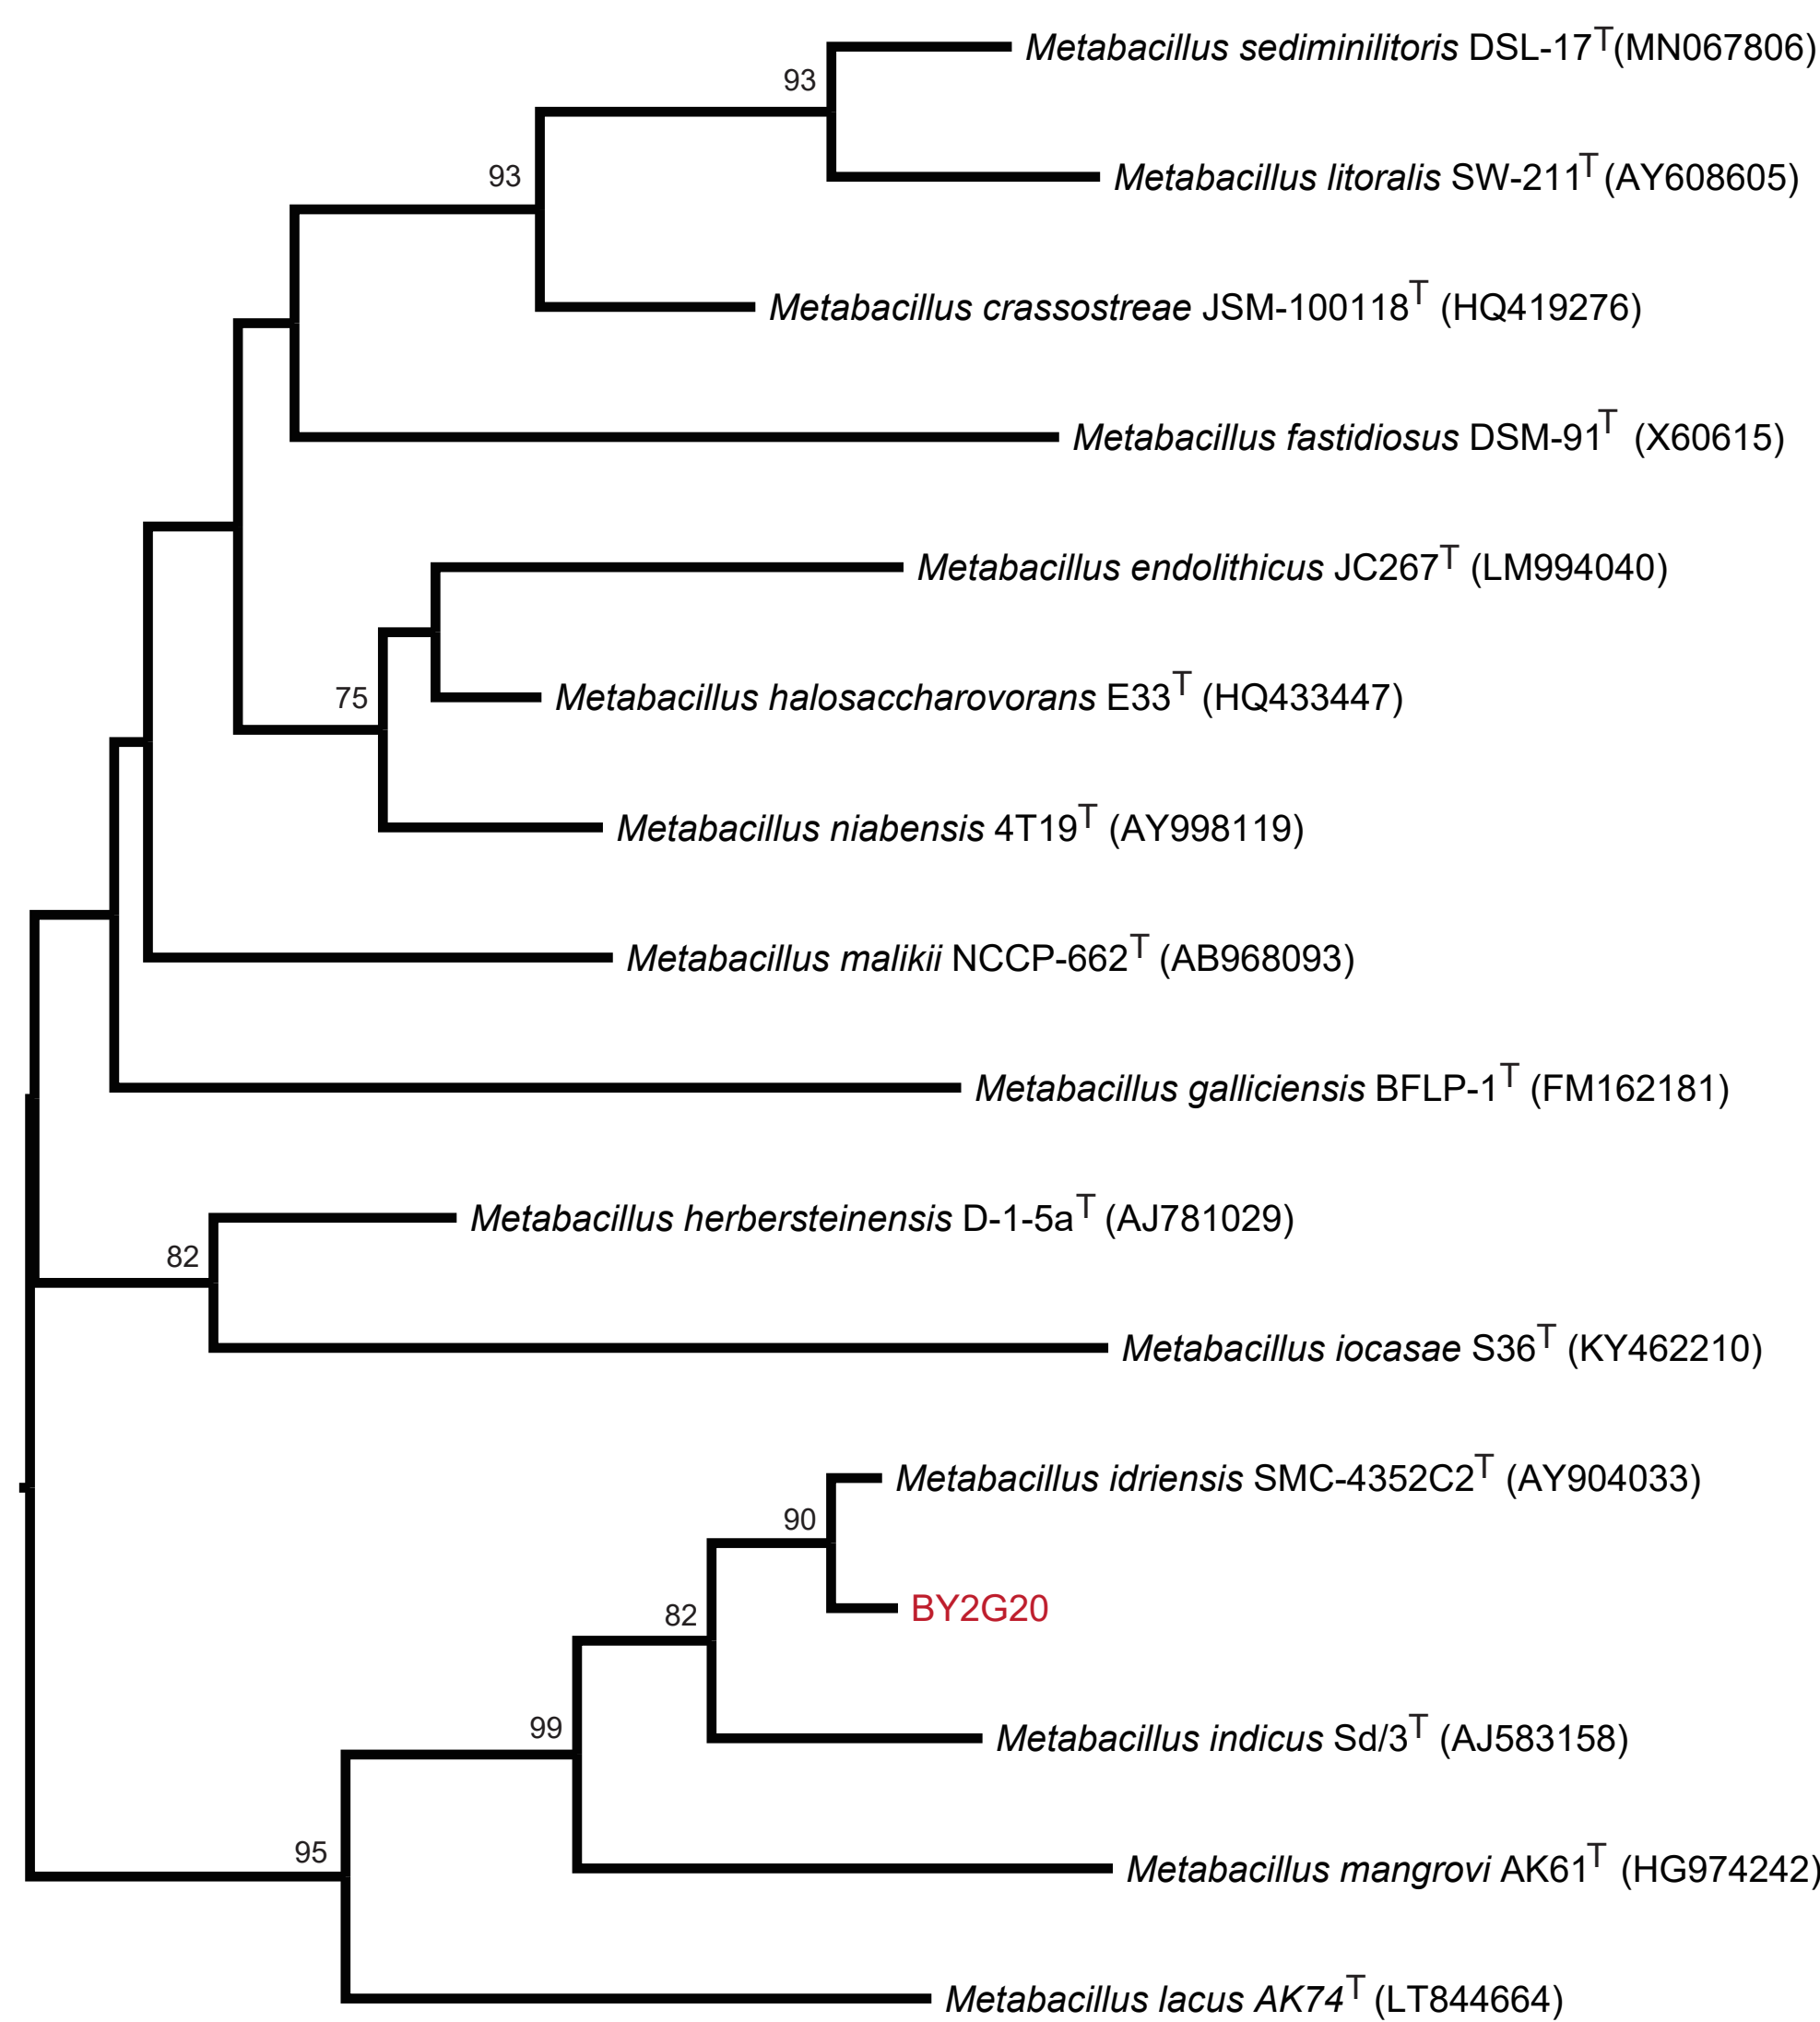 Metabacillus sediminilitoris DSL-17T(MN067806)
93
Metabacillus litoralis SW-211T (AY608605)
93
Metabacillus crassostreae JSM-100118T (HQ419276)
Metabacillus fastidiosus DSM-91T (X60615)
Metabacillus endolithicus JC267T (LM994040)
75
Metabacillus halosaccharovorans E33T (HQ433447)
Metabacillus niabensis 4T19T (AY998119)
Metabacillus malikii NCCP-662T (AB968093)
Metabacillus galliciensis BFLP-1T (FM162181)
Metabacillus herbersteinensis D-1-5aT (AJ781029)
82
Metabacillus iocasae S36T (KY462210)
Metabacillus idriensis SMC-4352C2T (AY904033)
90
BY2G20
82
Metabacillus indicus Sd/3T (AJ583158)
99
Metabacillus mangrovi AK61T (HG974242)
95
Metabacillus lacus AK74T (LT844664)